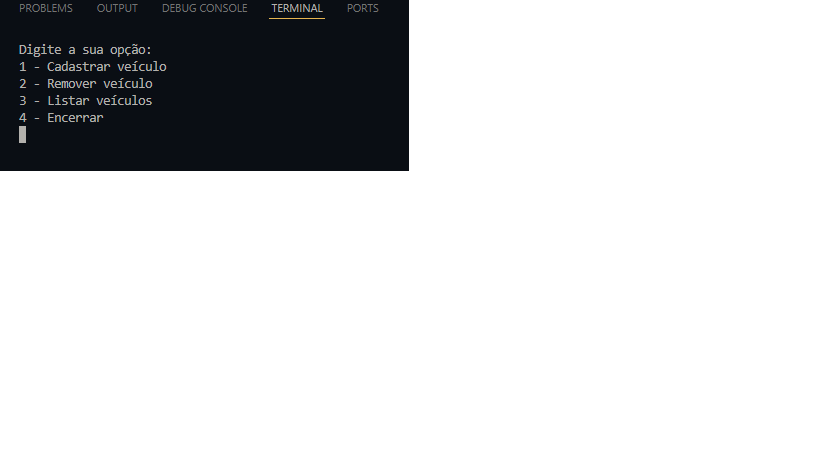 PROBLEMS OUTPUT DEBUG CONSOLE TERMINAL PORTS
Digite a sua opção:
1 - Cadastrar veículo
2 - Remover veículo
3 - Listar veículos
4 - Encerrar